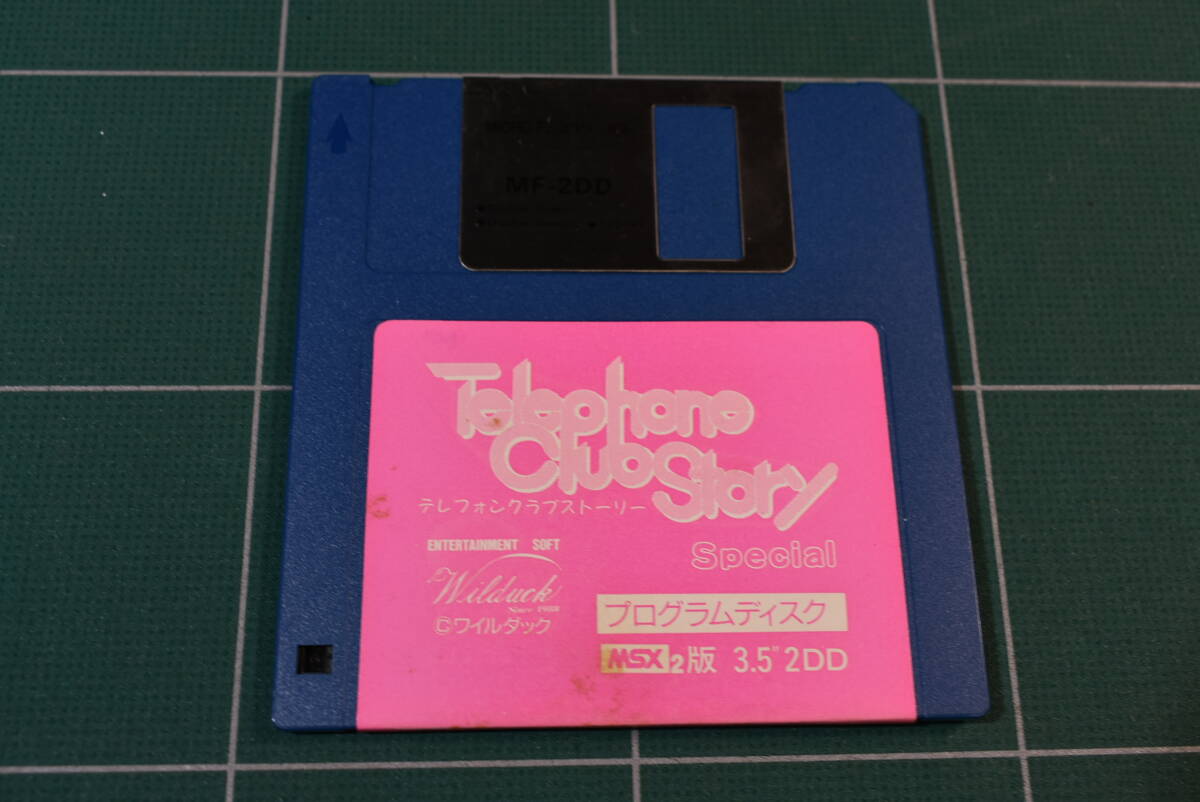 MF-2DD
Telephone
Club Story
テレフォンクラブストーリー
Special
ENTERTAINMENT SOFT
Wilduck
Since 1988
©ワイルダック
プログラムディスク
MSX2版 3.5" 2DD